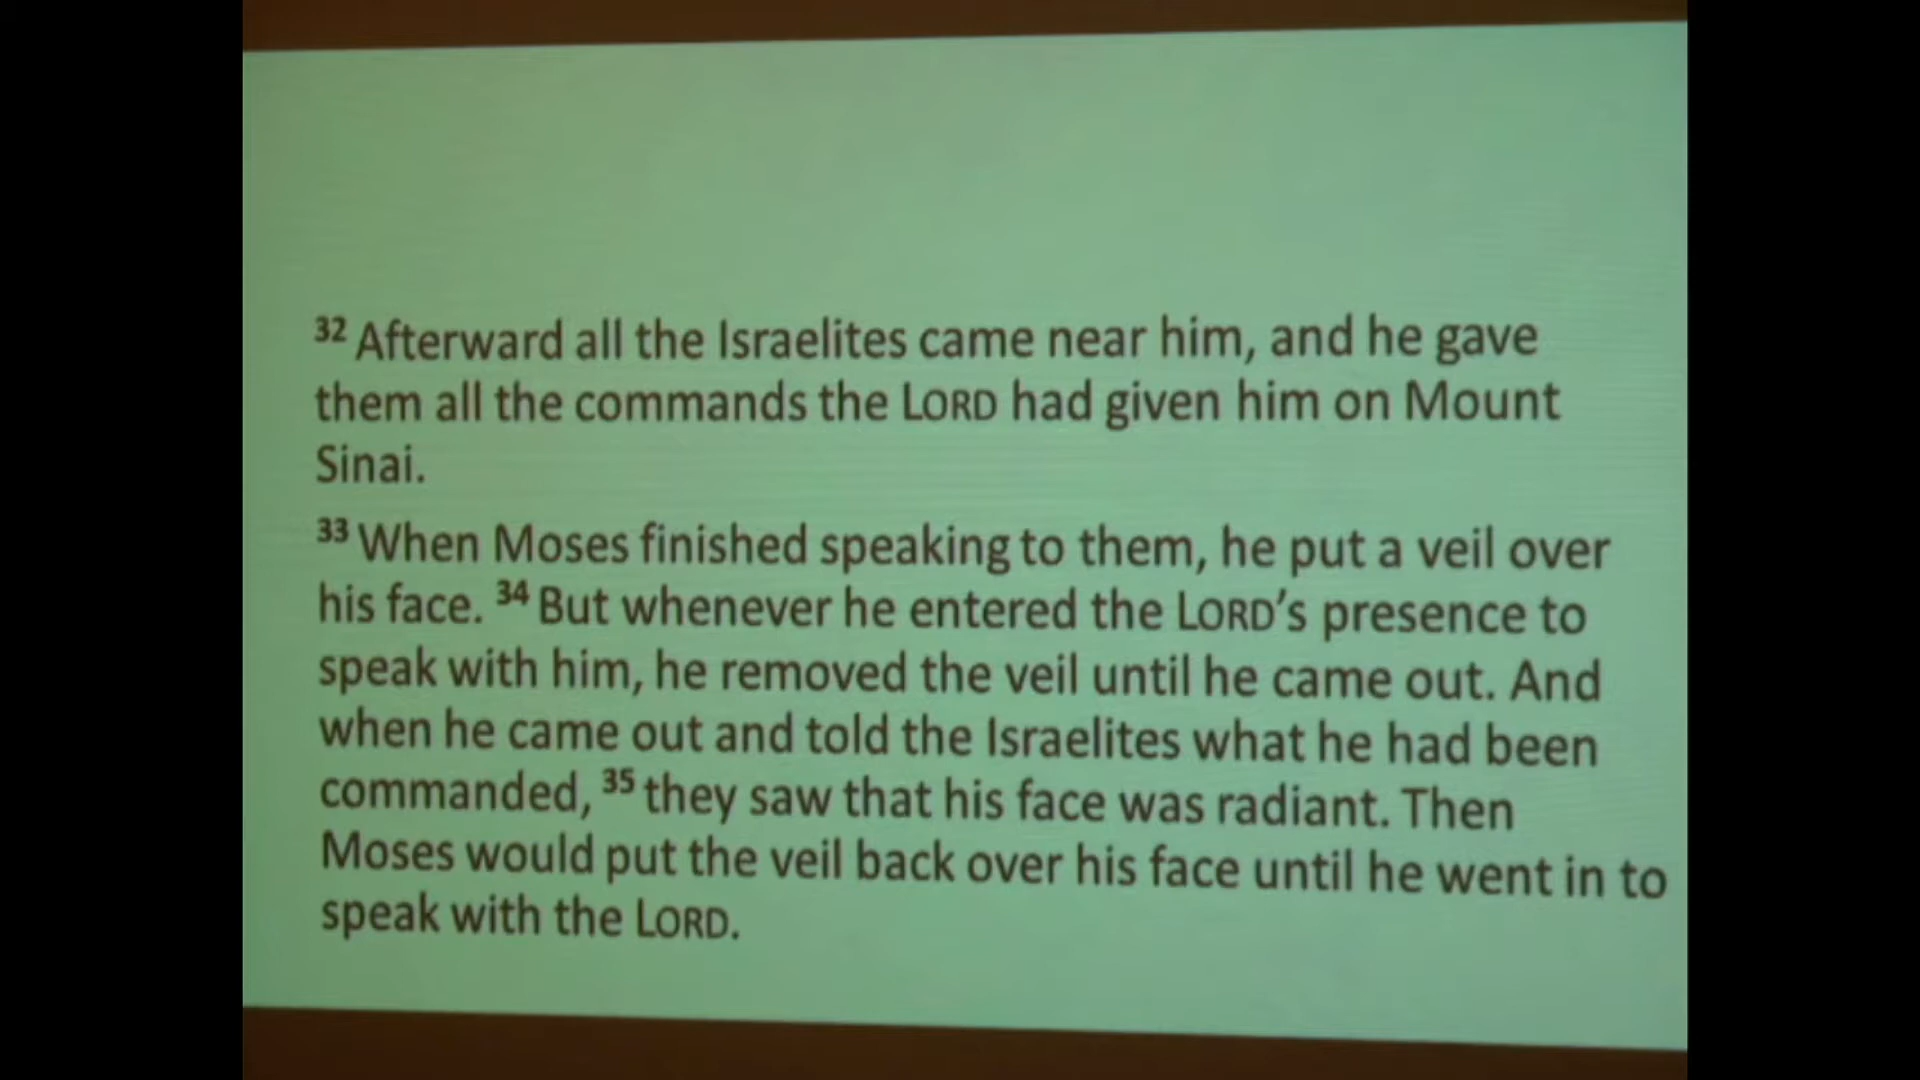 32 Afterward all the Israelites came near him, and he gave
them all the commands the LORD had given him on Mount
Sinai.
33 When Moses finished speaking to them, he put a veil over
his face. 34 But whenever he entered the LORD's presence to
speak with him, he removed the veil until he came out. And
when he came out and told the Israelites what he had been
commanded, 35 they saw that his face was radiant. Then
Moses would put the veil back over his face until he went in to
speak with the LORD.